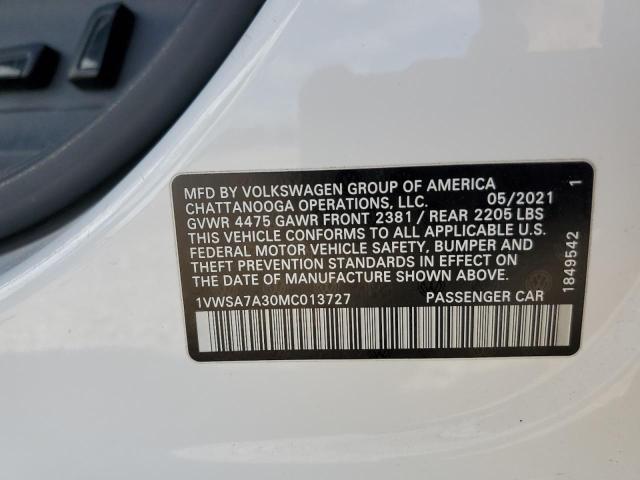 MFD BY VOLKSWAGEN GROUP OF AMERICA
CHATTANOOGA OPERATIONS, LLC. 05/2021 1
GVWR 4475 GAWR FRONT 2381 / REAR 2205 LBS
THIS VEHICLE CONFORMS TO ALL APPLICABLE U.S.
FEDERAL MOTOR VEHICLE SAFETY, BUMPER AND
THEFT PREVENTION STANDARDS IN EFFECT ON
THE DATE OF MANUFACTURE SHOWN ABOVE.
1VWSA7A30MC013727 PASSENGER CAR
1849542